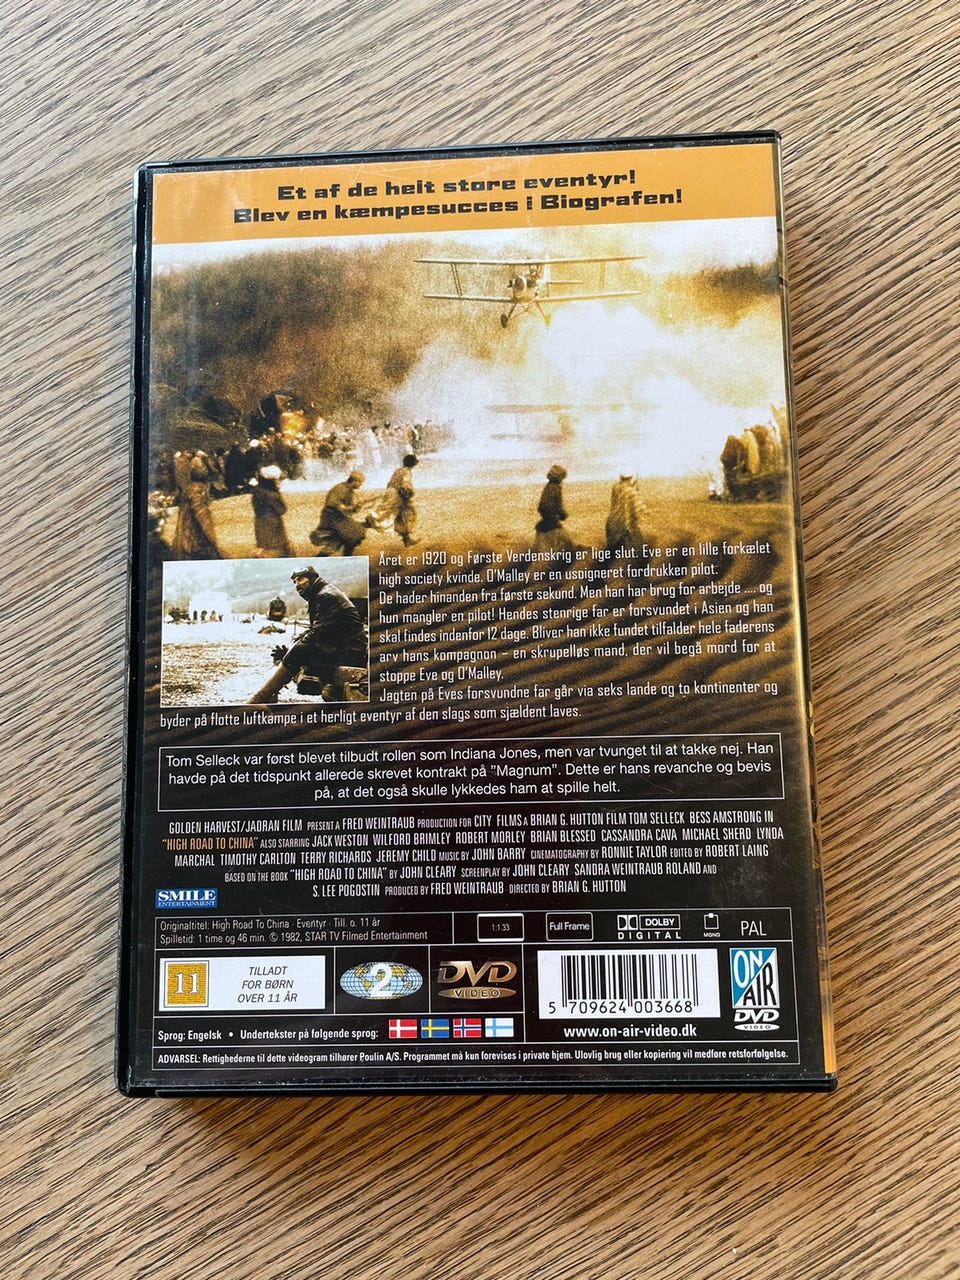 Et af de helt store eventyr!
Blev en kæmpesucces i Biografen!
Året er 1920 og Første Verdenskrig er lige slut. Eve er en lille forkælet
high society kvinde. O'Malley er en usoigneret fordrukken pilot.
De hader hinanden fra første sekund. Men han har brug for arbejde .... og
hun mangler en pilot! Hendes stenrige far er forsvundet i Asien og han
skal findes indenfor 12 dage. Bliver han ikke fundet tilfalder hele faderens
arv hans kompagnon – en skrupelløs mand, der vil begå mord for at
stoppe Eve og O'Malley.
Jagten på Eves forsvundne far går via seks lande og to kontinenter og
byder på flotte luftkampe i et herligt eventyr af den slags som sjældent laves.
Tom Selleck var først blevet tilbudt rollen som Indiana Jones, men var tvunget til at takke nej. Han
havde på det tidspunkt allerede skrevet kontrakt på "Magnum". Dette er hans revanche og bevis
på, at det også skulle lykkedes ham at spille helt.
GOLDEN HARVEST/JADRAN FILM PRESENT A FRED WEINTRAUB PRODUCTION FOR CITY FILMS A BRIAN G. HUTTON FILM TOM SELLECK BESS AMSTRONG IN
"HIGH ROAD TO CHINA" ALSO STARRING JACK WESTON WILFORD BRIMLEY ROBERT MORLEY BRIAN BLESSED CASSANDRA CAVA MICHAEL SHERD LYNDA
MARCHAL TIMOTHY CARLTON TERRY RICHARDS JEREMY CHILD MUSIC BY JOHN BARRY CINEMATOGRAPHY BY RONNIE TAYLOR EDITED BY ROBERT LAING
BASED ON THE BOOK "HIGH ROAD TO CHINA" BY JOHN CLEARY SCREENPLAY BY JOHN CLEARY SANDRA WEINTRAUB ROLAND AND
S. LEE POGOSTIN PRODUCED BY FRED WEINTRAUB DIRECTED BY BRIAN G. HUTTON
SMILE
ENTERTAINMENT
Originaltitel: High Road To China · Eventyr · Till. o. 11 år
Spilletid: 1 time og 46 min. © 1982, STAR TV Filmed Entertainment
1:1.33
Full Frame
DOLBY
DIGITAL
MONO
PAL
11
TILLADT
FOR BØRN
OVER 11 ÅR
2
DVD
VIDEO
5 709624 003668
ON
AIR
DVD
VIDEO
Sprog: Engelsk • Undertekster på følgende sprog:
www.on-air-video.dk
ADVARSEL: Rettighederne til dette videogram tilhører Poulin A/S. Programmet må kun forevises i private hjem. Ulovlig brug eller kopiering vil medføre retsforfølgelse.